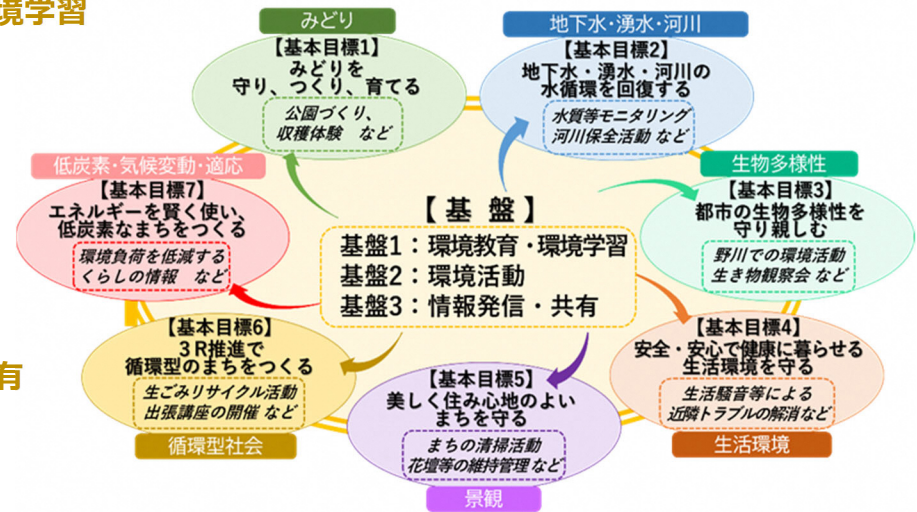 境学習
有
みどり
【基本目標1】
みどりを
守り、つくり、育てる
公園づくり、
収穫体験 など
地下水・湧水・河川
【基本目標2】
地下水・湧水・河川の
水循環を回復する
水質等モニタリング
河川保全活動 など
生物多様性
【基本目標3】
都市の生物多様性を
守り親しむ
野川での環境活動
生き物観察会 など
【基本目標4】
安全・安心で健康に暮らせる
生活環境を守る
生活騒音等による
近隣トラブルの解消など
生活環境
【基本目標5】
美しく住み心地のよい
まちを守る
まちの清掃活動
花壇等の維持管理 など
景観
【基本目標6】
3R推進で
循環型のまちをつくる
生ごみリサイクル活動
出張講座の開催 など
循環型社会
低炭素・気候変動・適応
【基本目標7】
エネルギーを賢く使い、
低炭素なまちをつくる
環境負荷を低減する
くらしの情報 など
【基 盤】
基盤1：環境教育・環境学習
基盤2：環境活動
基盤3：情報発信・共有